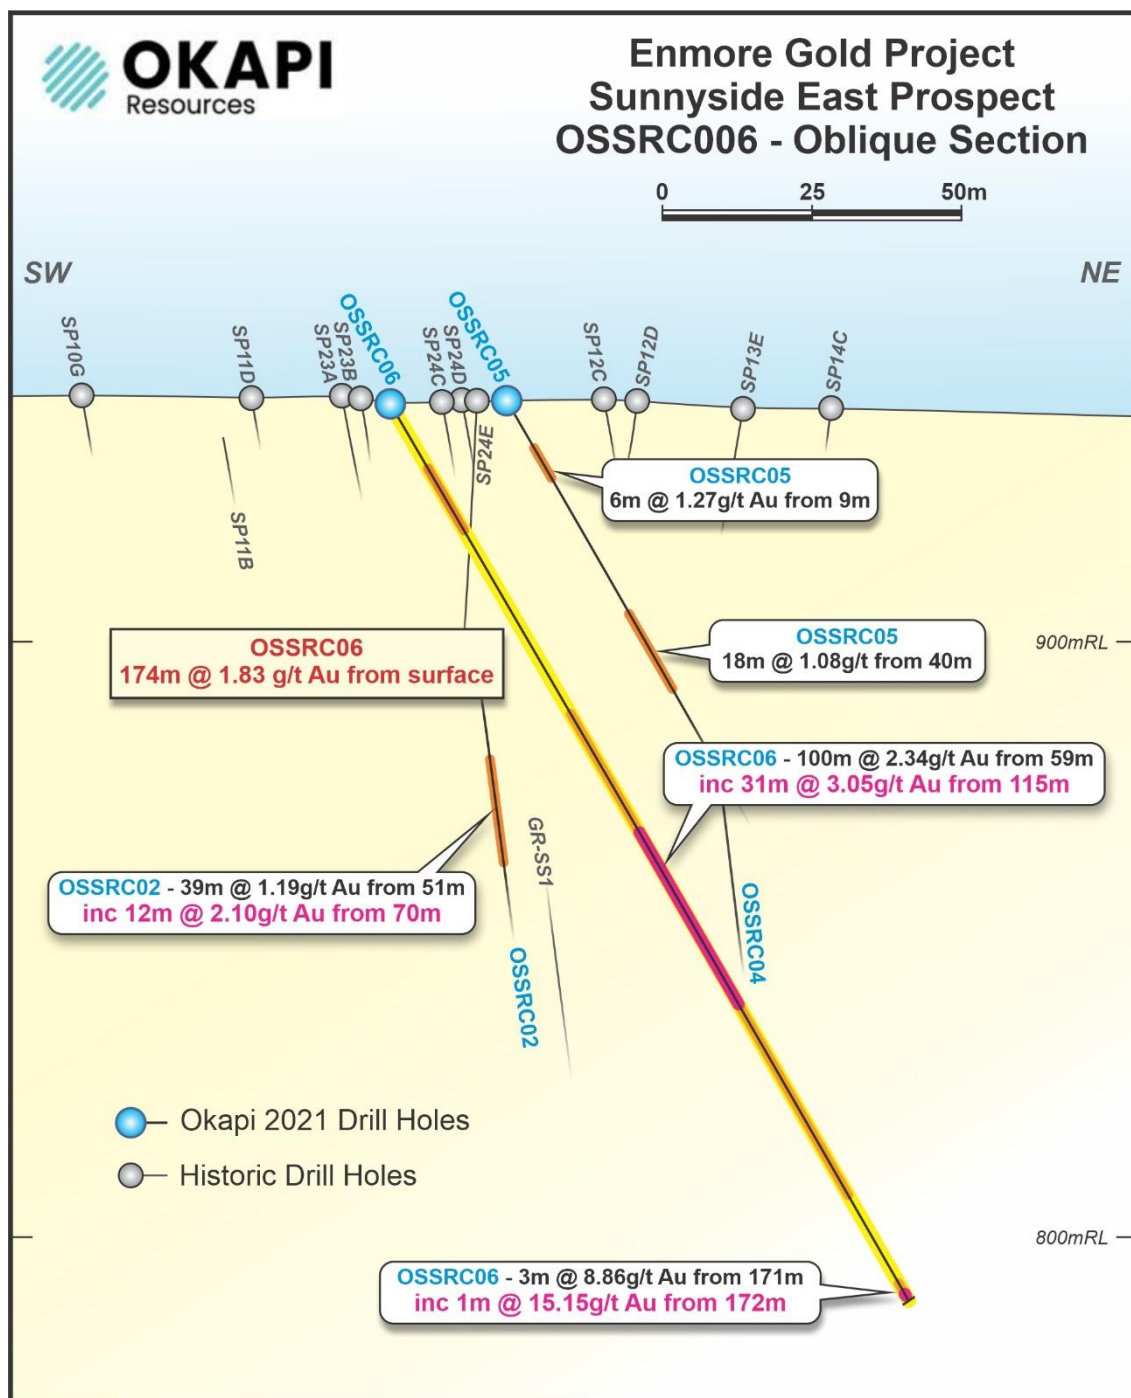 OKAPI
Resources
Enmore Gold Project
Sunnyside East Prospect
OSSRC006 - Oblique Section
0 25 50m
SW
NE
SP10G
SP11D
SP23A
SP23B
OSSRC06
SP24C
SP24D
OSSRC05
SP12C
SP12D
SP13E
SP14C
SP24E
SP11B
OSSRC05
6m @ 1.27g/t Au from 9m
OSSRC05
18m @ 1.08g/t from 40m
900mRL
OSSRC06
174m @ 1.83 g/t Au from surface
OSSRC06 - 100m @ 2.34g/t Au from 59m
inc 31m @ 3.05g/t Au from 115m
GR-SS1
OSSRC02 - 39m @ 1.19g/t Au from 51m
inc 12m @ 2.10g/t Au from 70m
OSSRC04
OSSRC02
Okapi 2021 Drill Holes
Historic Drill Holes
800mRL
OSSRC06 - 3m @ 8.86g/t Au from 171m
inc 1m @ 15.15g/t Au from 172m